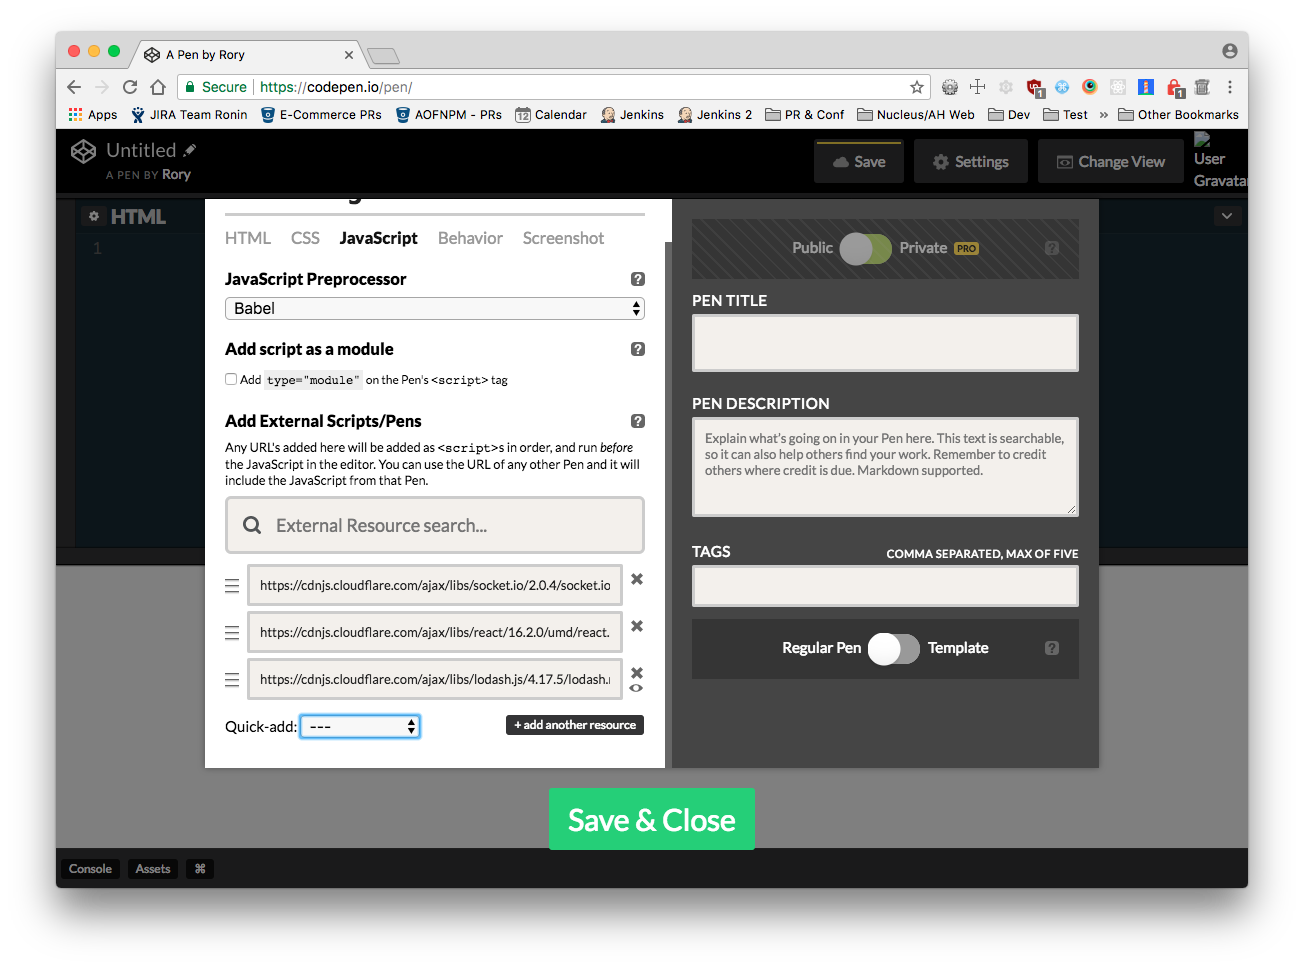 A Pen by Rory
Secure https://codepen.io/pen/
1 1
Apps JIRA Team Ronin E-Commerce PRs AOFNPM - PRs 12 Calendar Jenkins Jenkins 2 PR & Conf Nucleus/AH Web Dev Test » Other Bookmarks
Untitled
A PEN BY Rory
Save Settings Change View User Gravatar
HTML
1
HTML CSS JavaScript Behavior Screenshot
JavaScript Preprocessor ?
Babel
Add script as a module ?
Add type="module" on the Pen's <script> tag
Add External Scripts/Pens ?
Any URL's added here will be added as <script>s in order, and run before
the JavaScript in the editor. You can use the URL of any other Pen and it will
include the JavaScript from that Pen.
External Resource search...
https://cdnjs.cloudflare.com/ajax/libs/socket.io/2.0.4/socket.io
https://cdnjs.cloudflare.com/ajax/libs/react/16.2.0/umd/react.
https://cdnjs.cloudflare.com/ajax/libs/lodash.js/4.17.5/lodash.
Quick-add: --- + add another resource
Public Private PRO ?
PEN TITLE
PEN DESCRIPTION
Explain what's going on in your Pen here. This text is searchable,
so it can also help others find your work. Remember to credit
others where credit is due. Markdown supported.
TAGS COMMA SEPARATED, MAX OF FIVE
Regular Pen Template ?
Save & Close
Console Assets ⌘